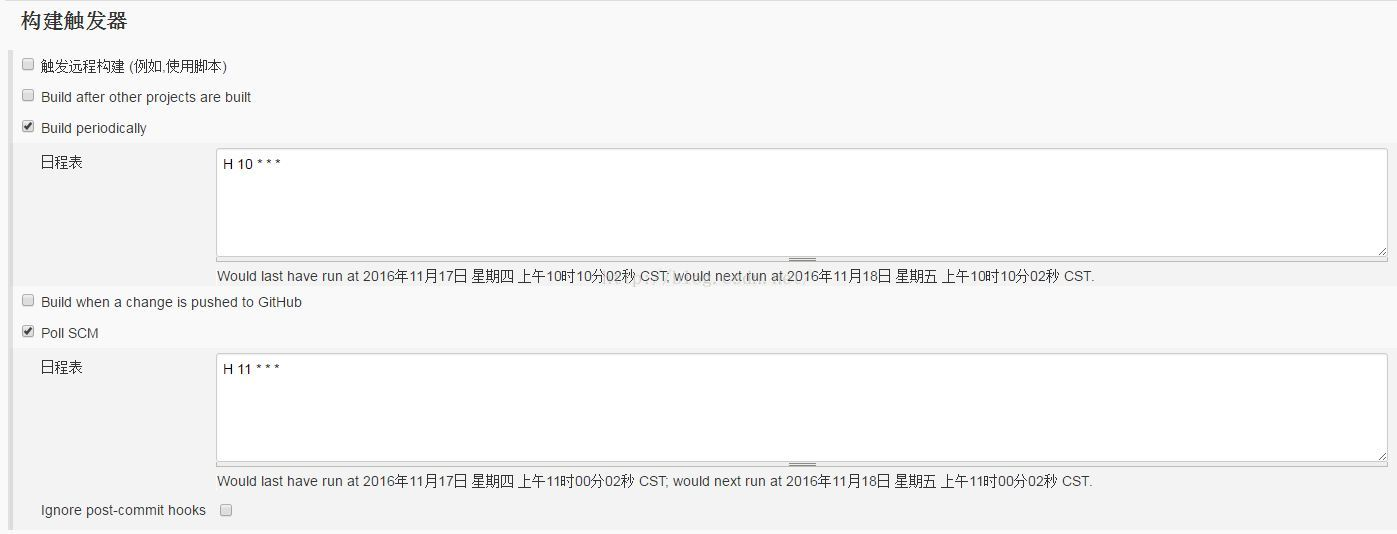 构建触发器
触发远程构建 (例如,使用脚本)
Build after other projects are built
Build periodically
日程表
H 10 * * *
Would last have run at 2016年11月17日 星期四 上午10时10分02秒 CST; would next run at 2016年11月18日 星期五 上午10时10分02秒 CST.
Build when a change is pushed to GitHub
Poll SCM
日程表
H 11 * * *
Would last have run at 2016年11月17日 星期四 上午11时00分02秒 CST; would next run at 2016年11月18日 星期五 上午11时00分02秒 CST.
Ignore post-commit hooks